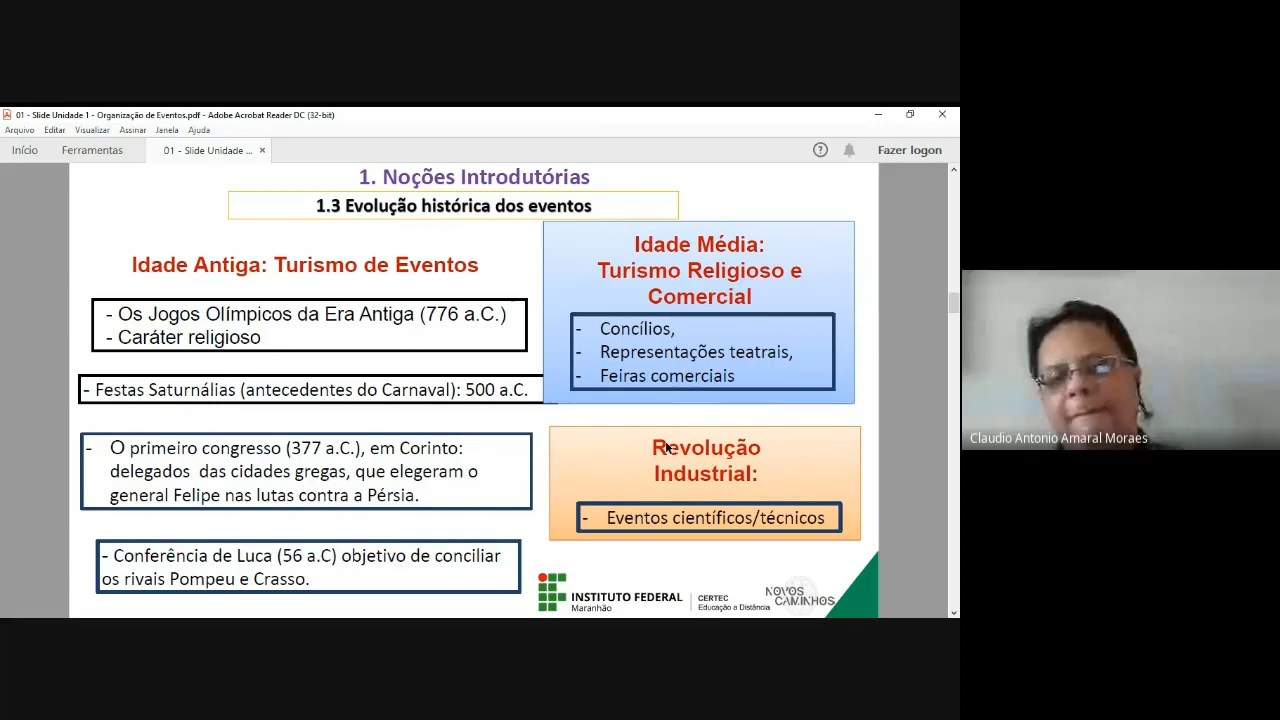 01 - Slide Unidade 1 - Organização de Eventos.pdf - Adobe Acrobat Reader DC (32-bit)
Arquivo Editar Visualizar Assinar Janela Ajuda
Início Ferramentas 01 - Slide Unidade ... × Fazer logon
1. Noções Introdutórias
1.3 Evolução histórica dos eventos
Idade Antiga: Turismo de Eventos
- Os Jogos Olímpicos da Era Antiga (776 a.C.)
- Caráter religioso
- Festas Saturnálias (antecedentes do Carnaval): 500 a.C.
- O primeiro congresso (377 a.C.), em Corinto:
delegados das cidades gregas, que elegeram o
general Felipe nas lutas contra a Pérsia.
- Conferência de Luca (56 a.C) objetivo de conciliar
os rivais Pompeu e Crasso.
Idade Média:
Turismo Religioso e
Comercial
- Concílios,
- Representações teatrais,
- Feiras comerciais
Revolução
Industrial:
- Eventos científicos/técnicos
INSTITUTO FEDERAL
Maranhão
CERTEC
Educação a Distância
NOVOS
CAMINHOS
Claudio Antonio Amaral Moraes